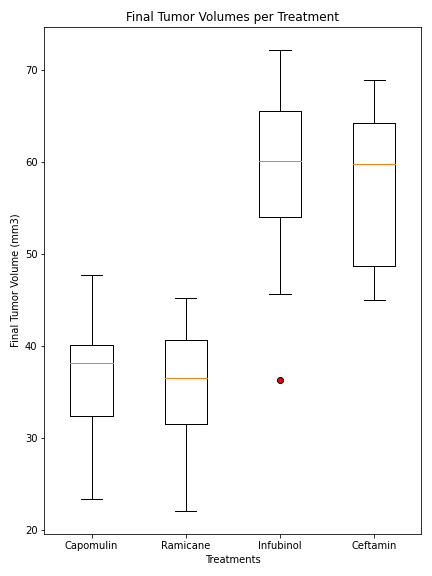 Final Tumor Volumes per Treatment
70
60
50
40
30
20
Final Tumor Volume (mm3)
Capomulin Ramicane Infubinol Ceftamin
Treatments